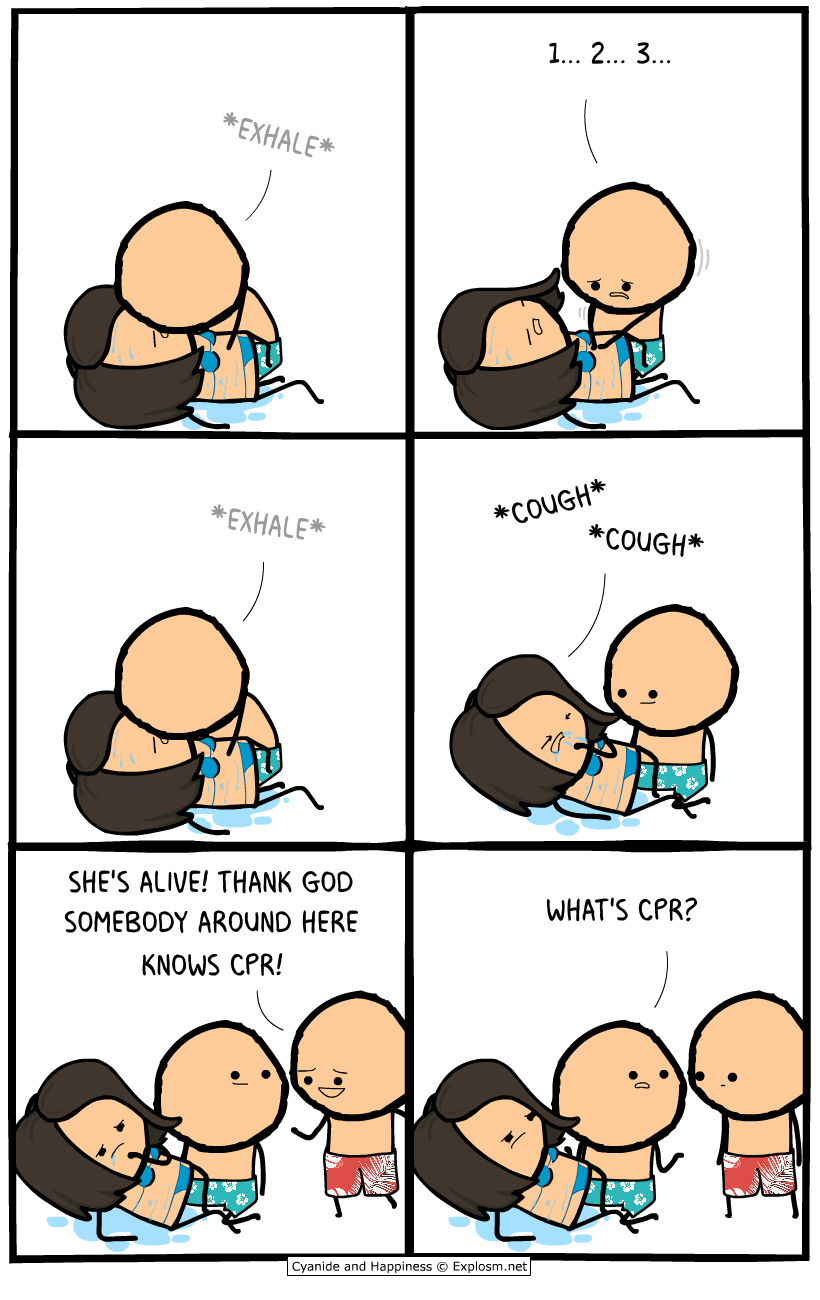 *EXHALE*
1... 2... 3...
*EXHALE*
*COUGH*
*COUGH*
SHE'S ALIVE! THANK GOD
SOMEBODY AROUND HERE
KNOWS CPR!
WHAT'S CPR?
Cyanide and Happiness © Explosm.net